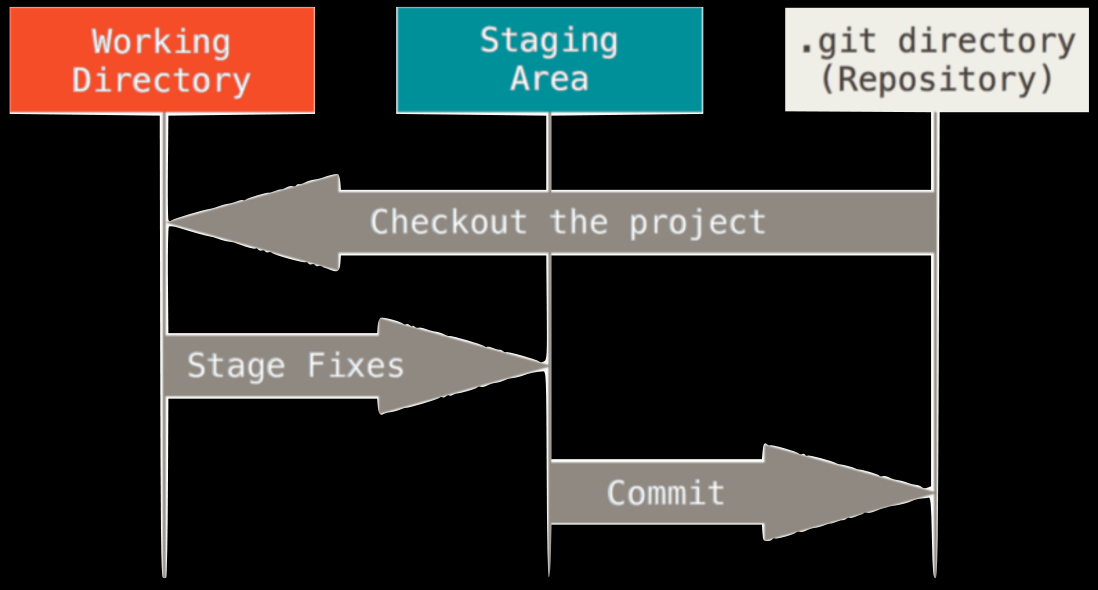 Working
Directory
Staging
Area
.git directory
(Repository)
Checkout the project
Stage Fixes
Commit